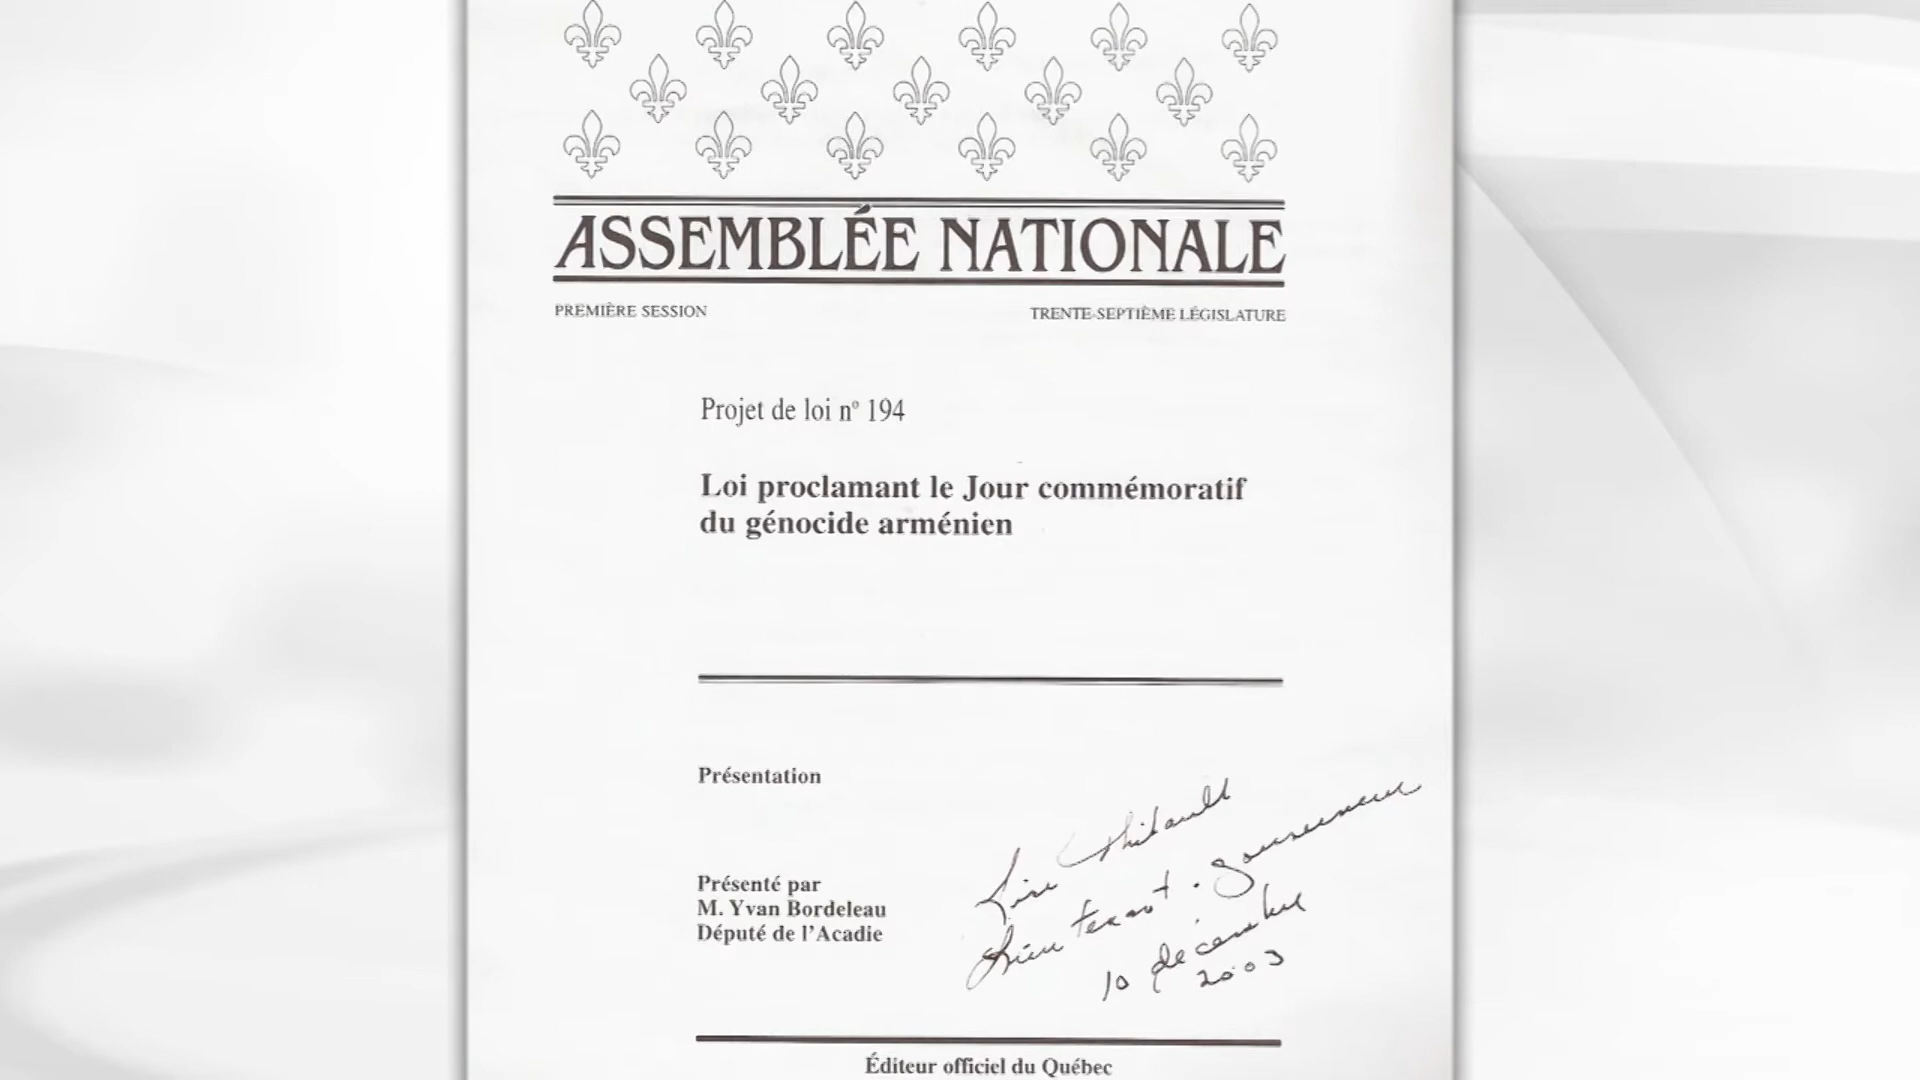 ASSEMBLÉE NATIONALE
PREMIÈRE SESSION TRENTE-SEPTIÈME LÉGISLATURE
Projet de loi nº 194
Loi proclamant le Jour commémoratif
du génocide arménien
Présentation
Présenté par
M. Yvan Bordeleau
Député de l'Acadie
Lise Thibault
Lieutenant-Gouverneur
10 décembre
2003
Éditeur officiel du Québec